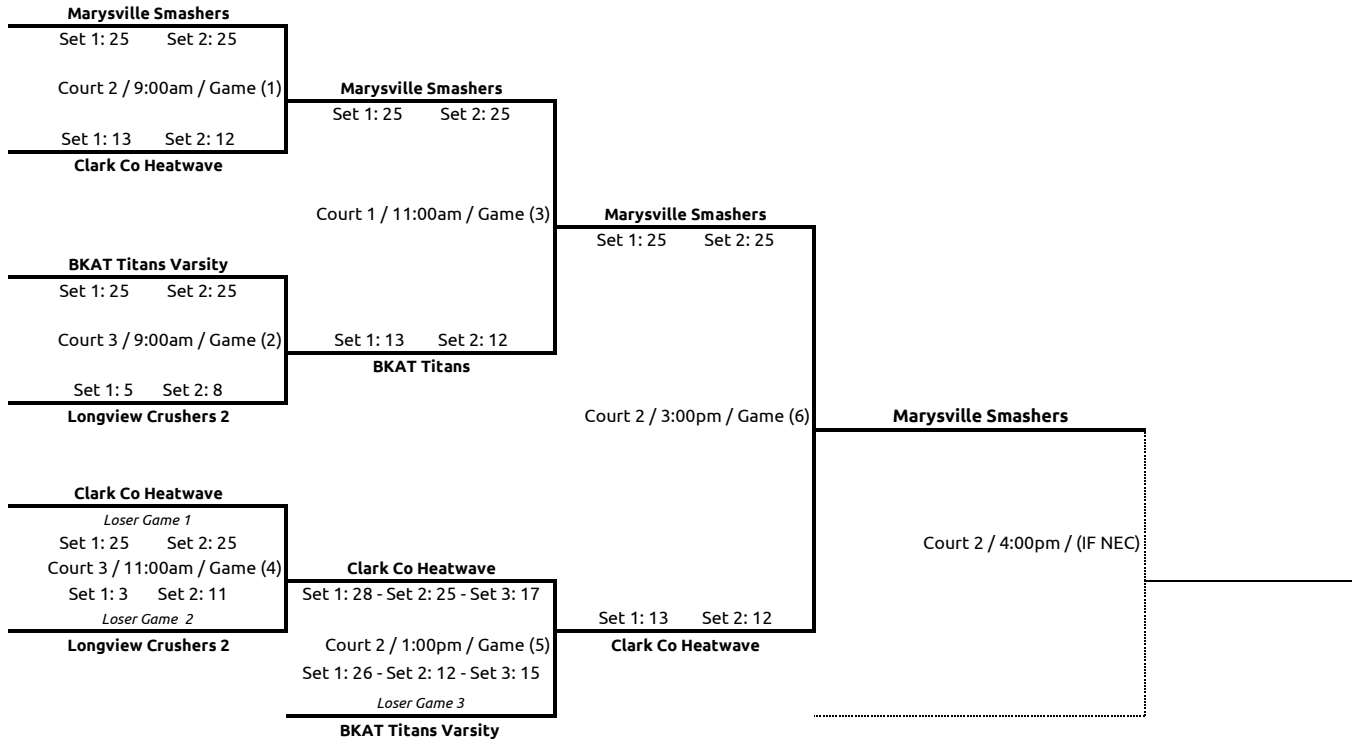 Marysville Smashers
Set 1: 25 Set 2: 25
Court 2 / 9:00am / Game (1)
Set 1: 13 Set 2: 12
Clark Co Heatwave
Marysville Smashers
Set 1: 25 Set 2: 25
Court 1 / 11:00am / Game (3)
Set 1: 13 Set 2: 12
BKAT Titans
BKAT Titans Varsity
Set 1: 25 Set 2: 25
Court 3 / 9:00am / Game (2)
Set 1: 5 Set 2: 8
Longview Crushers 2
Marysville Smashers
Set 1: 25 Set 2: 25
Court 2 / 3:00pm / Game (6)
Set 1: 13 Set 2: 12
Clark Co Heatwave
Clark Co Heatwave
Loser Game 1
Set 1: 25 Set 2: 25
Court 3 / 11:00am / Game (4)
Set 1: 3 Set 2: 11
Loser Game 2
Longview Crushers 2
Clark Co Heatwave
Set 1: 28 - Set 2: 25 - Set 3: 17
Court 2 / 1:00pm / Game (5)
Set 1: 26 - Set 2: 12 - Set 3: 15
Loser Game 3
BKAT Titans Varsity
Marysville Smashers
Court 2 / 4:00pm / (IF NEC)